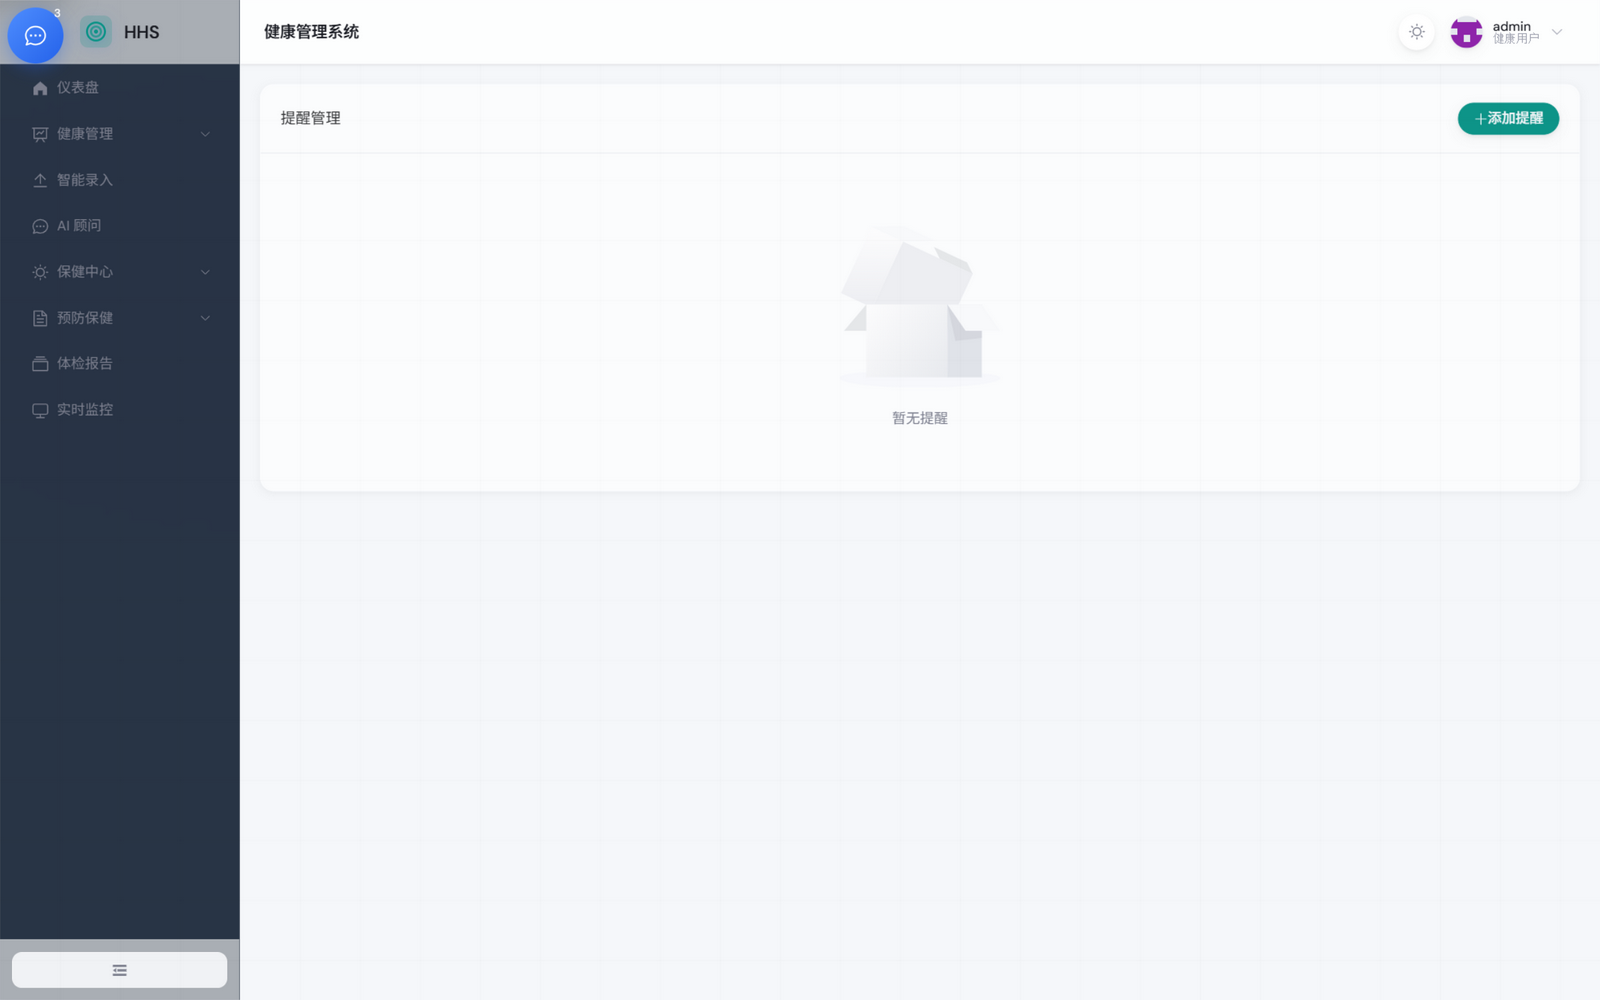 3
HHS
健康管理系统
admin
健康用户
仪表盘
健康管理
智能录入
AI 顾问
保健中心
预防保健
体检报告
实时监控
提醒管理
添加提醒
暂无提醒